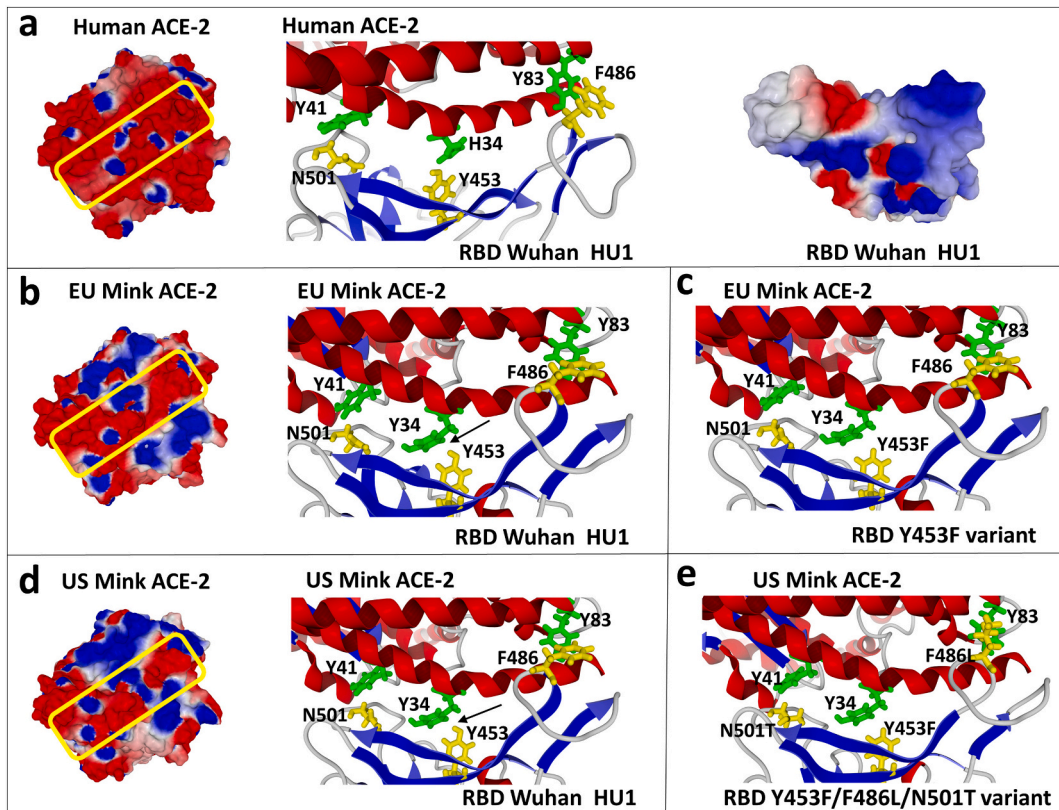 a
Human ACE-2
Human ACE-2
Y83
F486
Y41
H34
N501
Y453
RBD Wuhan HU1
RBD Wuhan HU1
b
EU Mink ACE-2
EU Mink ACE-2
Y83
F486
Y41
Y34
N501
Y453
RBD Wuhan HU1
c
EU Mink ACE-2
Y83
F486
Y41
Y34
N501
Y453F
RBD Y453F variant
d
US Mink ACE-2
US Mink ACE-2
Y83
F486
Y41
Y34
N501
Y453
RBD Wuhan HU1
e
US Mink ACE-2
Y83
F486L
Y41
Y34
N501T
Y453F
RBD Y453F/F486L/N501T variant